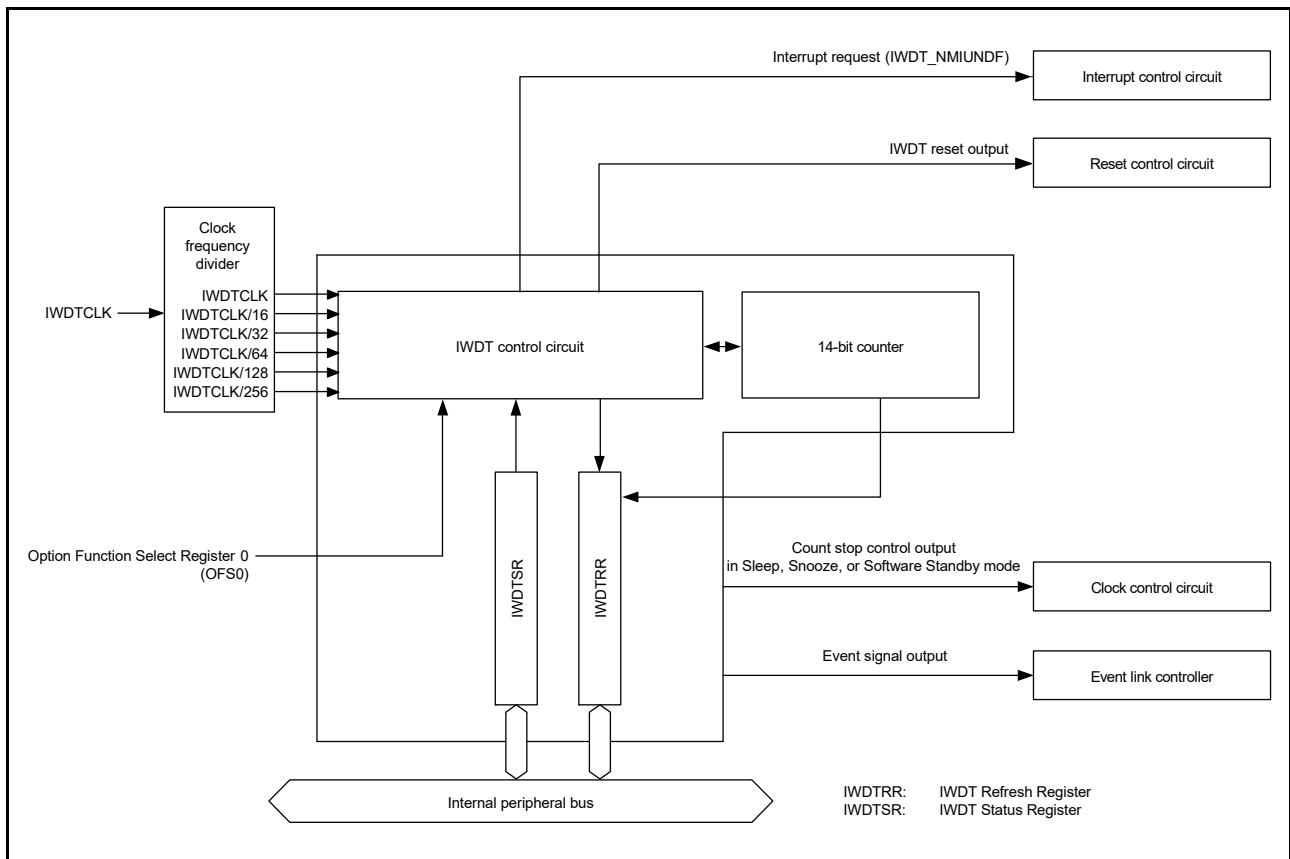 Interrupt request (IWDT_NMIUNDF)
Interrupt control circuit
IWDT reset output
Reset control circuit
Clock
frequency
divider
IWDTCLK
IWDTCLK
IWDTCLK/16
IWDTCLK/32
IWDTCLK/64
IWDTCLK/128
IWDTCLK/256
IWDT control circuit
14-bit counter
Option Function Select Register 0
(OFS0)
IWDTSR
IWDTRR
Count stop control output
in Sleep, Snooze, or Software Standby mode
Clock control circuit
Event signal output
Event link controller
Internal peripheral bus
IWDTRR: IWDT Refresh Register
IWDTSR: IWDT Status Register